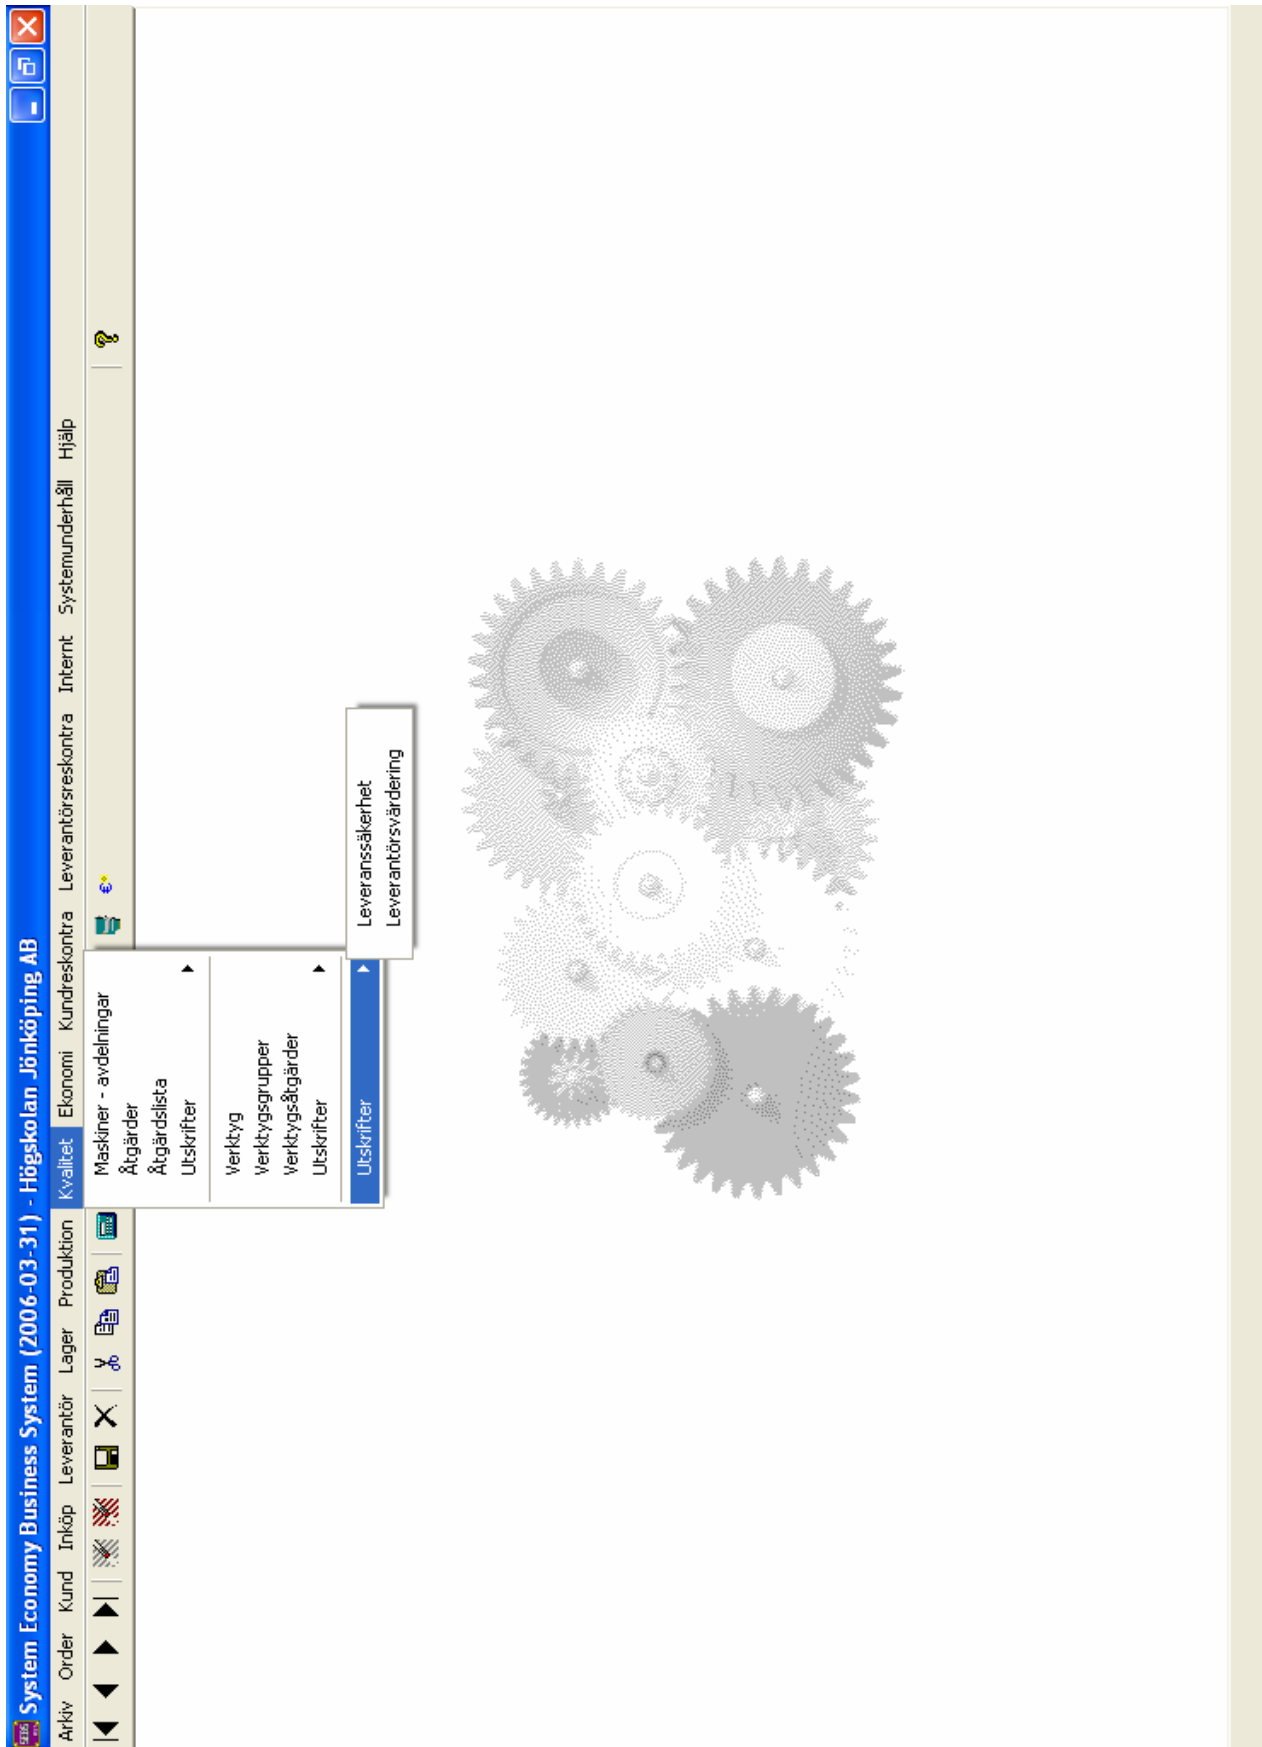 System Economy Business System (2006-03-31) - Högskolan Jönköping AB
Arkiv Order Kund Inköp Leverantör Lager Produktion Kvalitet Ekonomi Kundreskontra Leverantörsreskontra Internt Systemunderhåll Hjälp
Maskiner - avdelningar
Åtgärder
Åtgärdslista
Utskrifter
Verktyg
Verktygsgrupper
Verktygsåtgärder
Utskrifter
Utskrifter
Leveranssäkerhet
Leverantörsvärdering